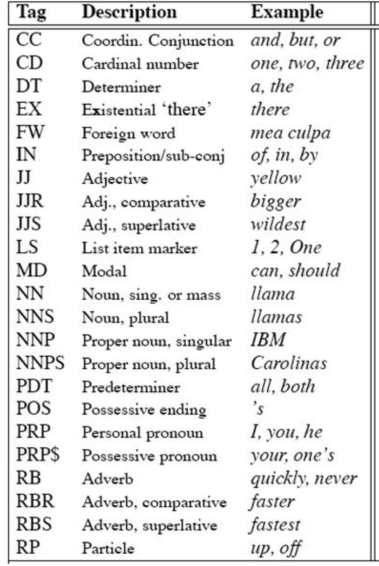 Tag Description Example
CC Coordin. Conjunction and, but, or
CD Cardinal number one, two, three
DT Determiner a, the
EX Existential ‘there’ there
FW Foreign word mea culpa
IN Preposition/sub-conj of, in, by
JJ Adjective yellow
JJR Adj., comparative bigger
JJS Adj., superlative wildest
LS List item marker 1, 2, One
MD Modal can, should
NN Noun, sing. or mass llama
NNS Noun, plural llamas
NNP Proper noun, singular IBM
NNPS Proper noun, plural Carolinas
PDT Predeterminer all, both
POS Possessive ending ’s
PRP Personal pronoun I, you, he
PRP$ Possessive pronoun your, one’s
RB Adverb quickly, never
RBR Adverb, comparative faster
RBS Adverb, superlative fastest
RP Particle up, off